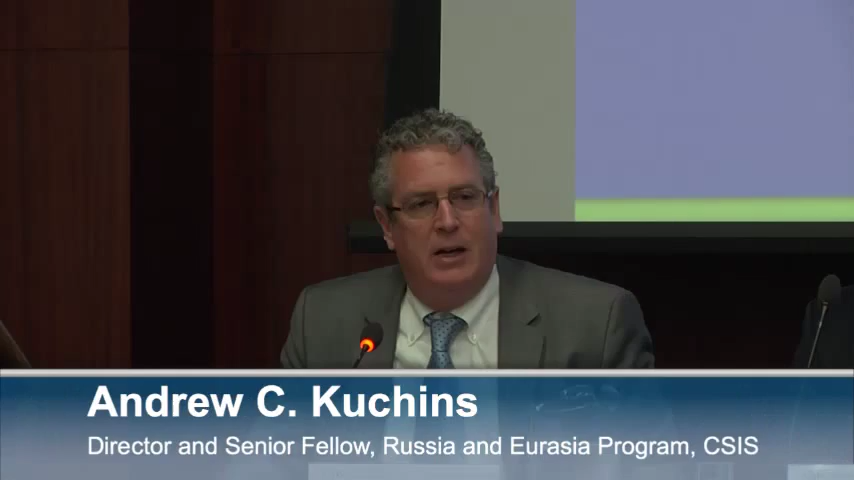 Andrew C. Kuchins
Director and Senior Fellow, Russia and Eurasia Program, CSIS